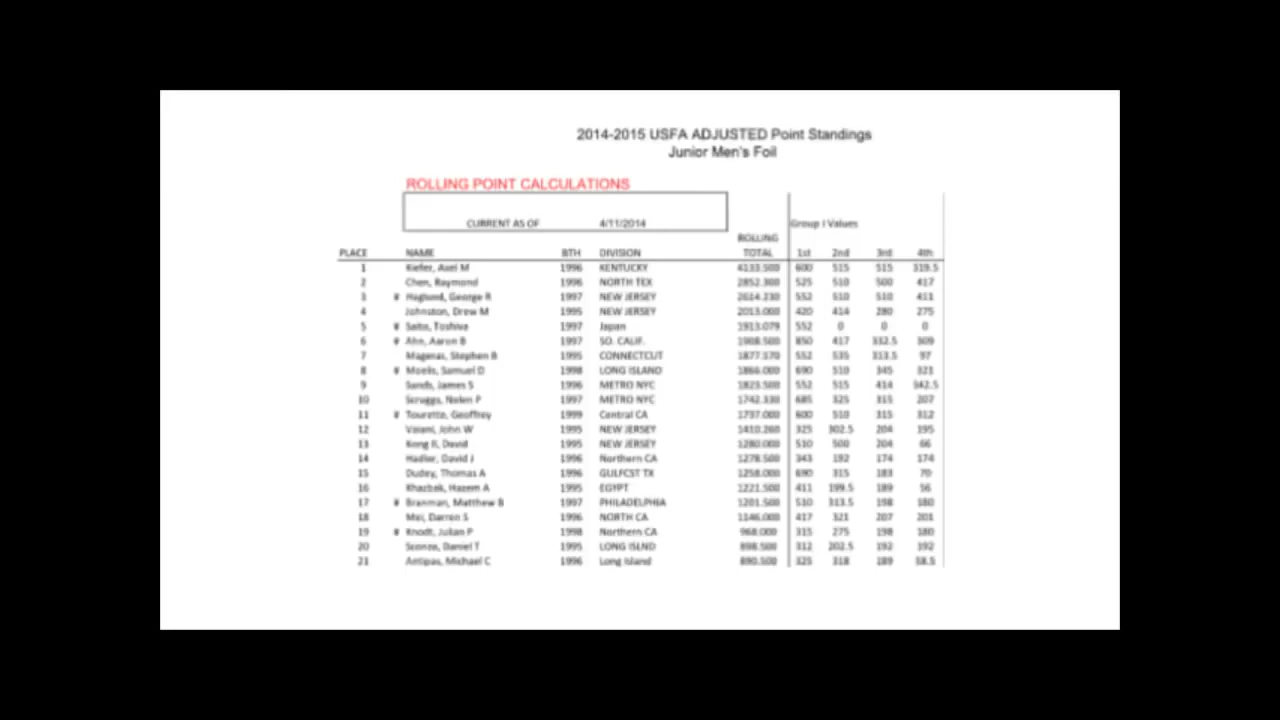 2014-2015 USFA ADJUSTED Point Standings
Junior Men's Foil
ROLLING POINT CALCULATIONS
CURRENT AS OF 4/11/2014 Group I Values
ROLLING
PLACE NAME BTH DIVISION TOTAL 1st 2nd 3rd 4th
1 Kiefer, Axel M 1996 KENTUCKY 4133.500 600 515 515 319.5
2 Chen, Raymond 1996 NORTH TEX 2852.300 525 510 500 417
3 # Haglund, George R 1997 NEW JERSEY 552 510 510 411
4 Johnston, Drew M 1995 NEW JERSEY 2013.000 420 414 280 275
5 # Saito, Toshiya 1997 Japan 1913.079 552 0 0 0
6 # Ahn, Aaron B 1997 SO. CALIF. 1908.500 850 417 332.5 309
7 Stephen B 1995 CONNECTICUT 1877.570 552 535 313.5 97
8 # Moelis, Samuel D 1998 LONG ISLAND 1866.000 690 510 345 321
9 Sands, James S 1996 METRO NYC 1823.500 552 515 414 342.5
10 Scruggs, Nolen P 1997 METRO NYC 1742.330 685 325 315 207
11 # Tourette, Geoffrey 1999 Central CA 1737.000 600 510 315 312
12 John W 1995 NEW JERSEY 1410.260 325 302.5 204 195
13 Kong II, David 1995 NEW JERSEY 1280.000 510 500 204 66
14 Hadler, David J 1996 Northern CA 1278.500 343 192 174 174
15 Dudey, Thomas A 1996 GULFCST TX 1258.000 690 315 183 70
16 Khazbak, Hazem A 1995 EGYPT 1221.500 411 199.5 189 56
17 # Branman, Matthew B 1997 PHILADELPHIA 1201.500 510 313.5 198 180
18 Mei, Darren S 1996 NORTH CA 1146.000 417 321 207 201
19 # Knodt, Julian P 1998 Northern CA 968.000 315 275 198 180
20 Daniel T 1995 LONG ISLND 898.500 312 202.5 192 192
21 Antipas, Michael C 1996 Long Island 890.500 325 318 189 58.5